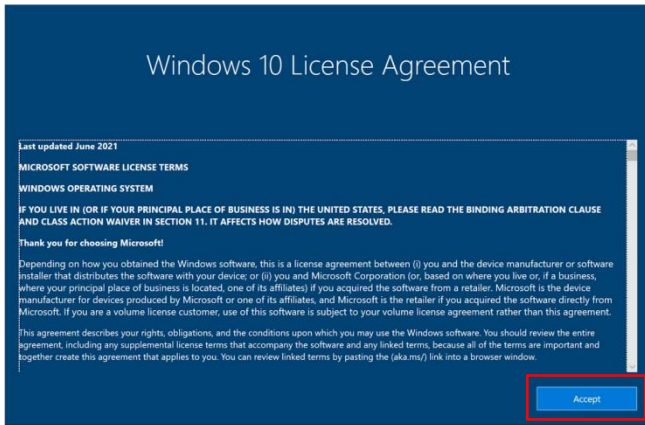 Windows 10 License Agreement
Last updated June 2021
MICROSOFT SOFTWARE LICENSE TERMS
WINDOWS OPERATING SYSTEM
IF YOU LIVE IN (OR IF YOUR PRINCIPAL PLACE OF BUSINESS IS IN) THE UNITED STATES, PLEASE READ THE BINDING ARBITRATION CLAUSE
AND CLASS ACTION WAIVER IN SECTION 11. IT AFFECTS HOW DISPUTES ARE RESOLVED.
Thank you for choosing Microsoft!
Depending on how you obtained the Windows software, this is a license agreement between (i) you and the device manufacturer or software
installer that distributes the software with your device; or (ii) you and Microsoft Corporation (or, based on where you live or, if a business,
where your principal place of business is located, one of its affiliates) if you acquired the software from a retailer. Microsoft is the device
manufacturer for devices produced by Microsoft or one of its affiliates, and Microsoft is the retailer if you acquired the software directly from
Microsoft. If you are a volume license customer, use of this software is subject to your volume license agreement rather than this agreement.
This agreement describes your rights, obligations, and the conditions upon which you may use the Windows software. You should review the entire
agreement, including any supplemental license terms that accompany the software and any linked terms, because all of the terms are important and
together create this agreement that applies to you. You can review linked terms by pasting the (aka.ms/) link into a browser window.
Accept